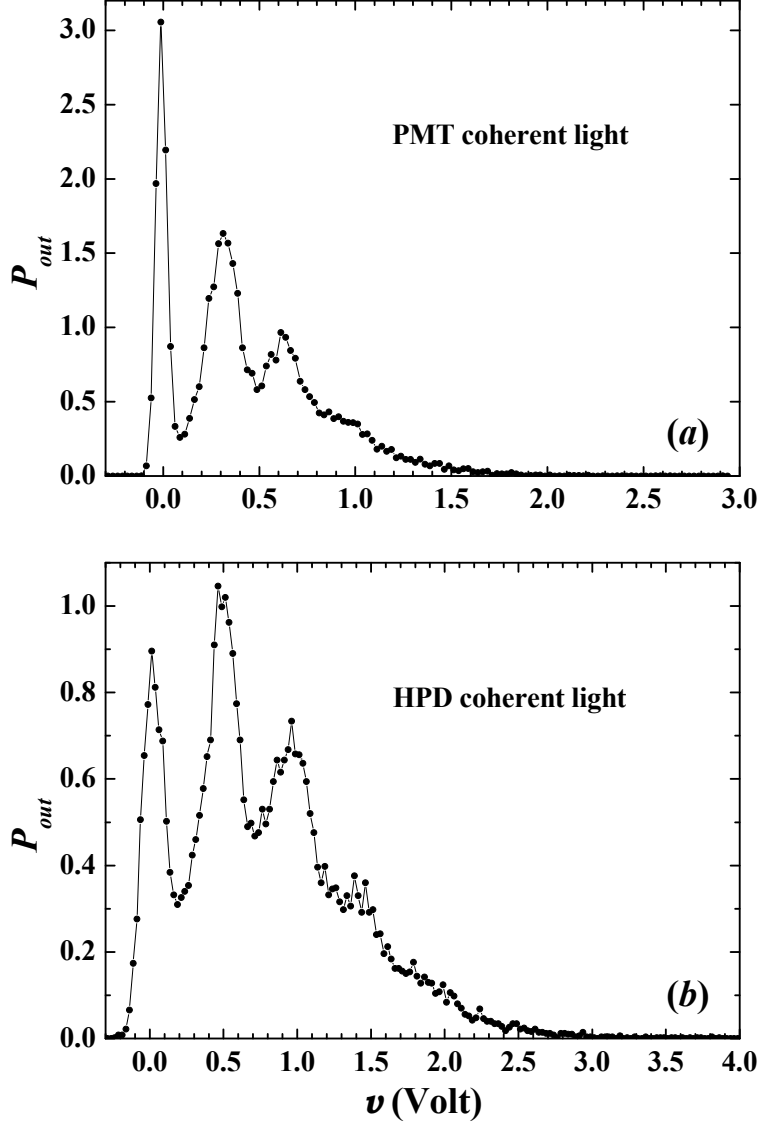 3.0
2.5
2.0
1.5
1.0
0.5
0.0
P_out
PMT coherent light
(a)
0.0 0.5 1.0 1.5 2.0 2.5 3.0
1.0
0.8
0.6
0.4
0.2
0.0
P_out
HPD coherent light
(b)
0.0 0.5 1.0 1.5 2.0 2.5 3.0 3.5 4.0
v (Volt)